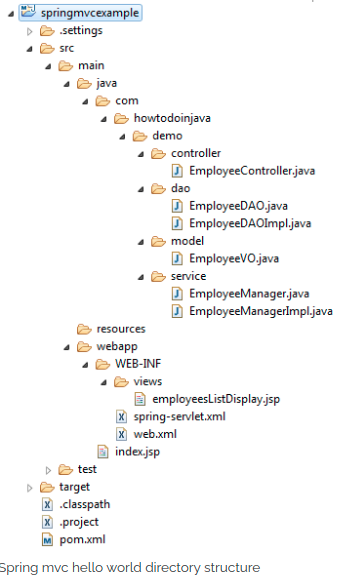 springmvcexample
.settings
src
main
java
com
howtodoinjava
demo
controller
EmployeeController.java
dao
EmployeeDAO.java
EmployeeDAOImpl.java
model
EmployeeVO.java
service
EmployeeManager.java
EmployeeManagerImpl.java
resources
webapp
WEB-INF
views
employeesListDisplay.jsp
spring-servlet.xml
web.xml
index.jsp
test
target
.classpath
.project
pom.xml
Spring mvc hello world directory structure